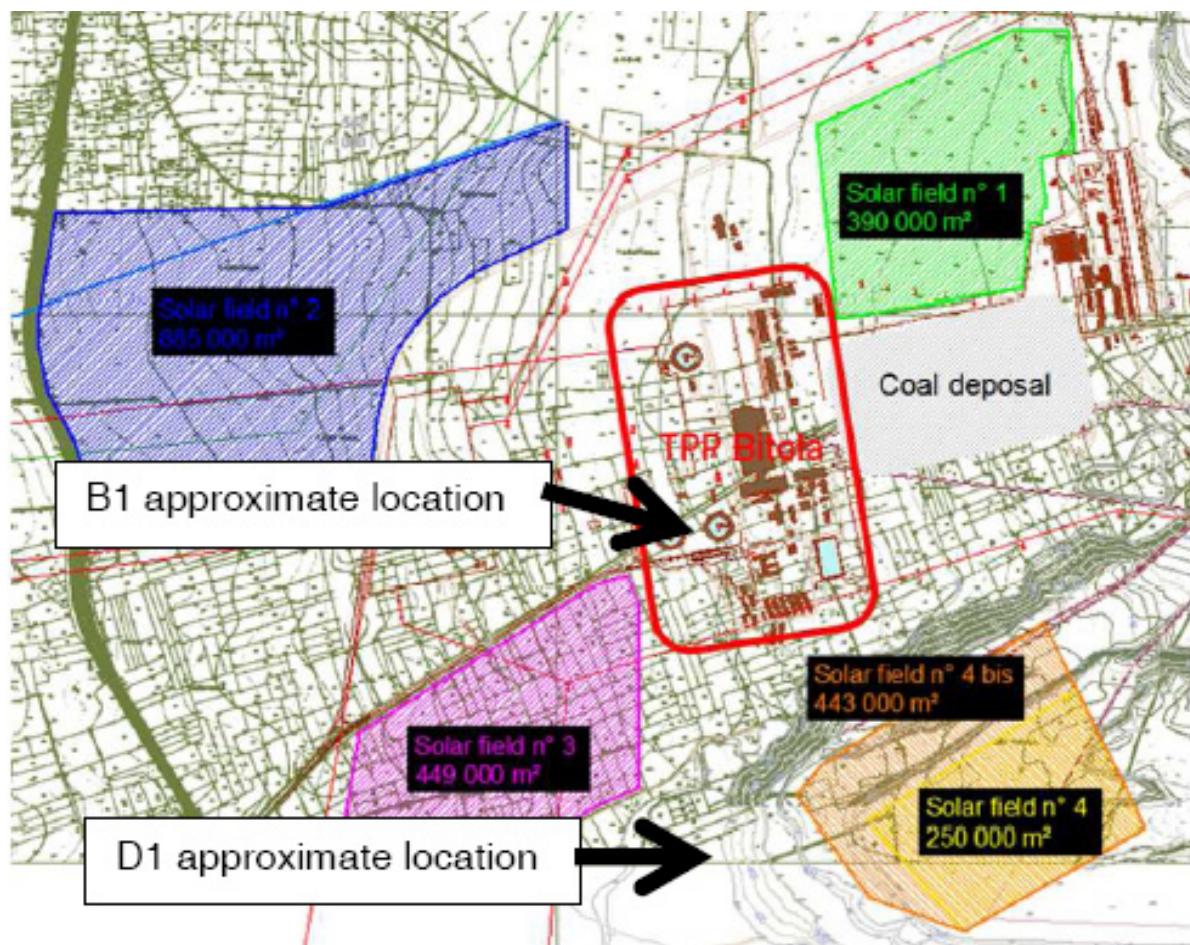 Solar field n° 1
390 000 m²
Solar field n° 2
885 000 m²
Coal deposal
TPP Bitola
B1 approximate location
Solar field n° 4 bis
443 000 m²
Solar field n° 3
449 000 m²
Solar field n° 4
250 000 m²
D1 approximate location